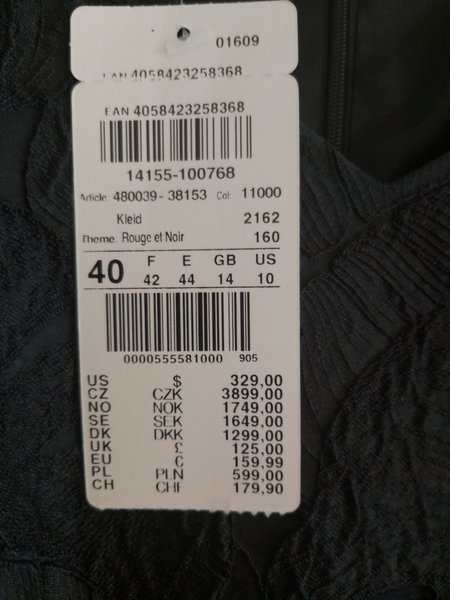 01609
EAN 4058423258368
EAN 4058423258368
14155-100768
Article: 480039-38153 Col: 11000
Kleid 2162
Theme: Rouge et Noir 160
40 F E GB US
42 44 14 10
0000555581000 905
US $ 329,00
CZ CZK 3899,00
NO NOK 1749,00
SE SEK 1649,00
DK DKK 1299,00
UK £ 125,00
EU € 159,99
PL PLN 599,00
CH CHF 179,90